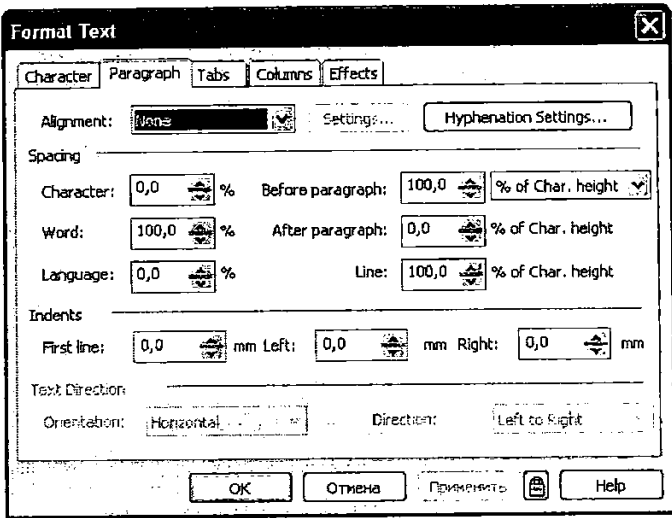 Format Text
Character Paragraph Tabs Columns Effects
Alignment: None Settings... Hyphenation Settings...
Spacing
Character: 0,0 % Before paragraph: 100,0 % of Char. height
Word: 100,0 % After paragraph: 0,0 % of Char. height
Language: 0,0 % Line: 100,0 % of Char. height
Indents
First line: 0,0 mm Left: 0,0 mm Right: 0,0 mm
Text Direction
Orientation: Horizontal Direction: Left to Right
OK Отмена Применить Help